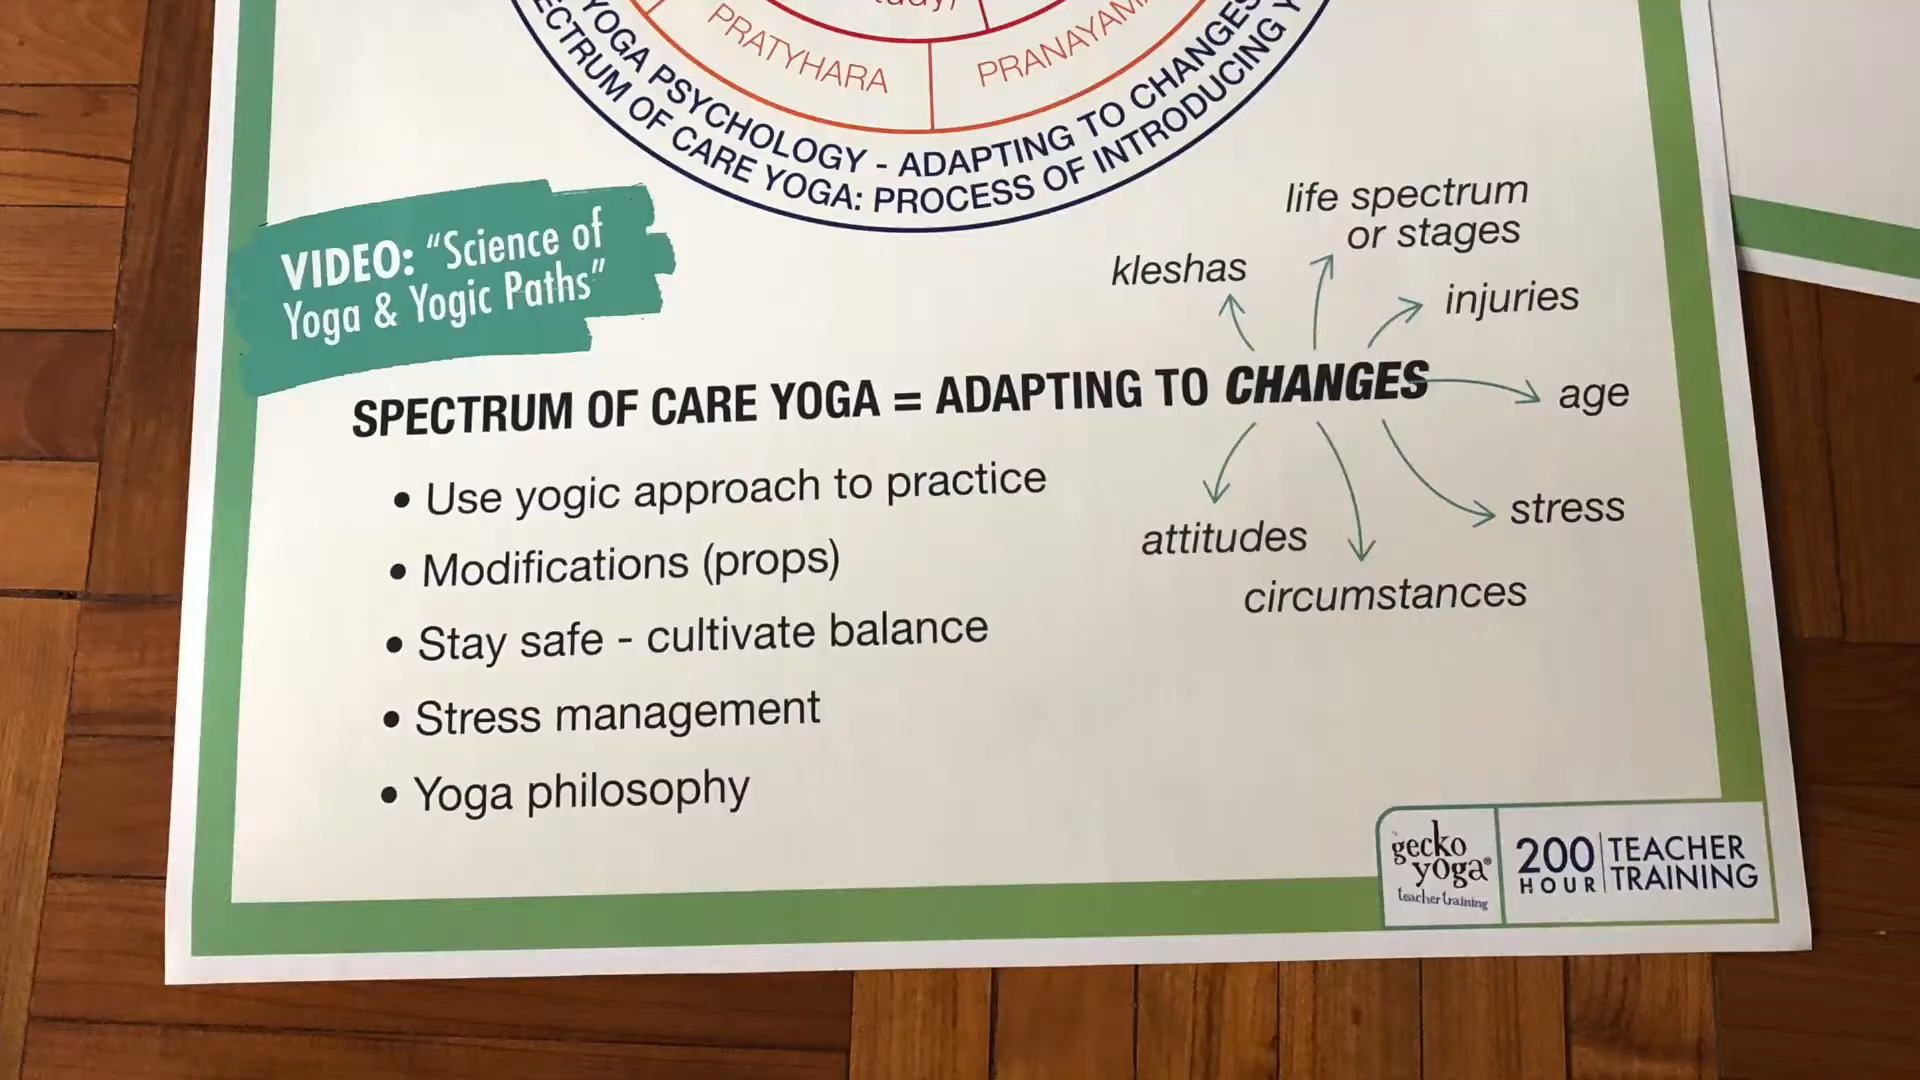 PRATYHARA
YOGA PSYCHOLOGY - ADAPTING TO CHANGES
OF CARE YOGA: PROCESS OF INTRODUCING
VIDEO: “Science of
Yoga & Yogic Paths”
life spectrum
or stages
kleshas
injuries
SPECTRUM OF CARE YOGA = ADAPTING TO CHANGES
age
• Use yogic approach to practice
stress
attitudes
• Modifications (props)
circumstances
• Stay safe - cultivate balance
• Stress management
• Yoga philosophy
gecko
yoga®
teacher training
200
HOUR
TEACHER
TRAINING